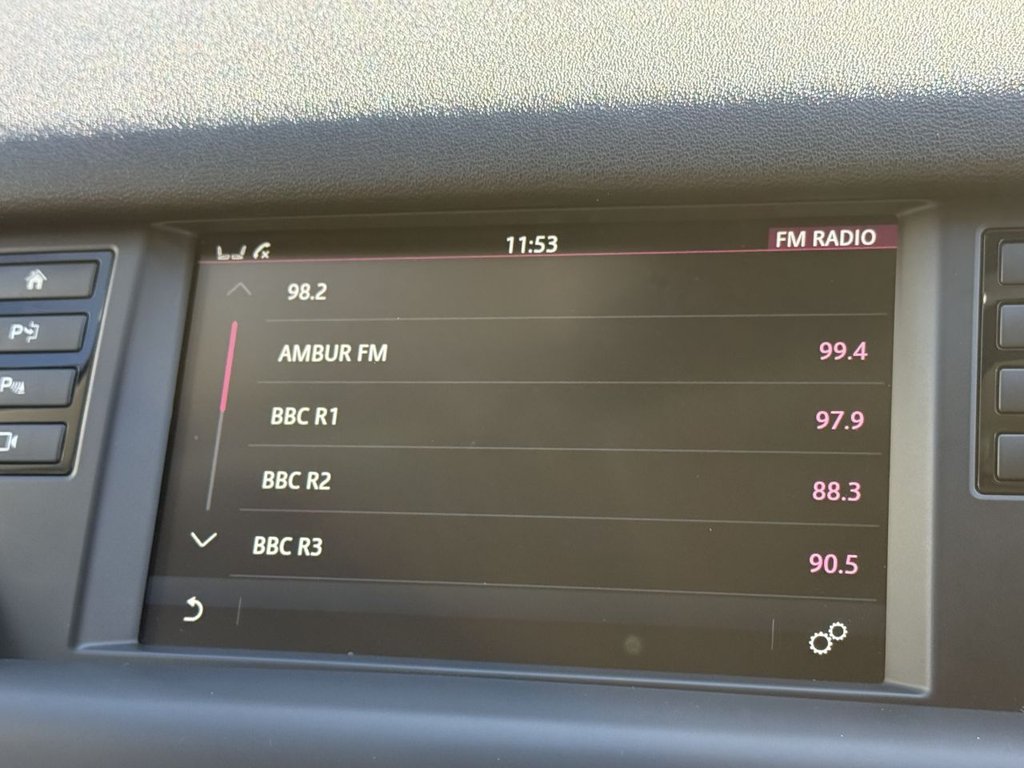 11:53
FM RADIO
98.2
AMBUR FM 99.4
BBC R1 97.9
BBC R2 88.3
BBC R3 90.5
P
P